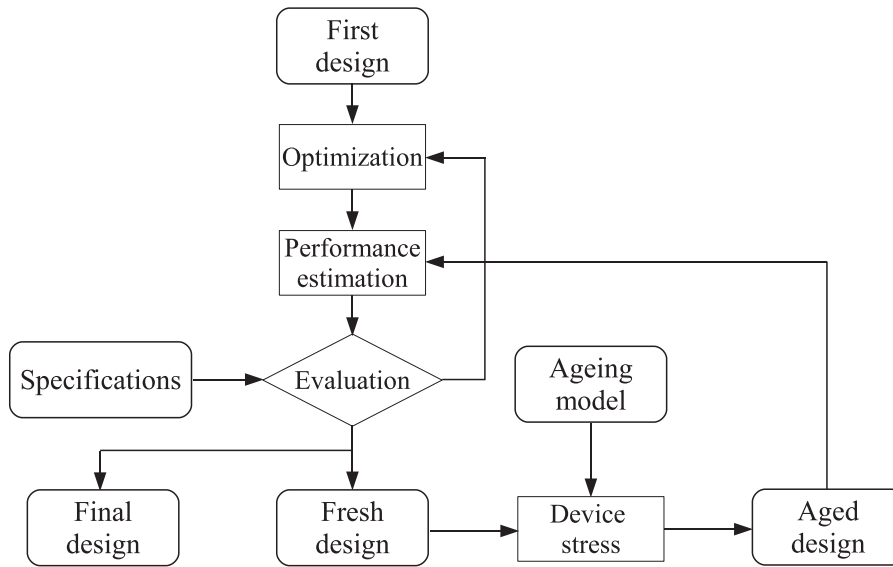 First
design
Optimization
Performance
estimation
Specifications
Evaluation
Ageing
model
Final
design
Fresh
design
Device
stress
Aged
design